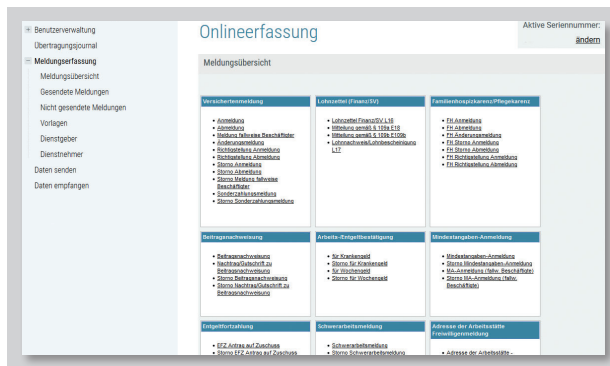 Benutzerverwaltung
Übertragungsjournal
Meldungserfassung
Meldungsübersicht
Gesendete Meldungen
Nicht gesendete Meldungen
Vorlagen
Dienstgeber
Dienstnehmer
Daten senden
Daten empfangen
Onlineerfassung
Aktive Seriennummer:
ändern
Meldungsübersicht
Versichertenmeldung
Anmeldung
Abmeldung
Meldung fallweise Beschäftigter
Änderungsmeldung
Richtigstellung Anmeldung
Richtigstellung Abmeldung
Storno Anmeldung
Storno Abmeldung
Storno Meldung fallweise
Beschäftigter
Sonderzahlungsmeldung
Storno Sonderzahlungsmeldung
Lohnzettel (Finanz/SV)
Lohnzettel Finanz/SV L16
Mitteilung gemäß § 109a E18
Mitteilung gemäß § 109b E109b
Lohnnachweis/Lohnbescheinigung
L17
Familienhospizkarenz/Pflegekarenz
FH Anmeldung
FH Abmeldung
FH Änderungsmeldung
FH Storno Anmeldung
FH Storno Abmeldung
FH Richtigstellung Anmeldung
FH Richtigstellung Abmeldung
Beitragsnachweisung
Beitragsnachweisung
Nachtrag/Gutschrift zu
Beitragsnachweisung
Storno Beitragsnachweisung
Storno Nachtrag/Gutschrift zu
Beitragsnachweisung
Arbeits-/Entgeltbestätigung
für Krankengeld
Storno für Krankengeld
für Wochengeld
Storno für Wochengeld
Mindestangaben-Anmeldung
Mindestangaben-Anmeldung
Storno Mindestangaben-Anmeldung
MA-Anmeldung (fallw. Beschäftigte)
Storno MA-Anmeldung (fallw.
Beschäftigte)
Entgeltfortzahlung
EFZ Antrag auf Zuschuss
Storno EFZ Antrag auf Zuschuss
Schwerarbeitsmeldung
Schwerarbeitsmeldung
Storno Schwerarbeitsmeldung
Adresse der Arbeitsstätte
Freiwilligenmeldung
Adresse der Arbeitsstätte -